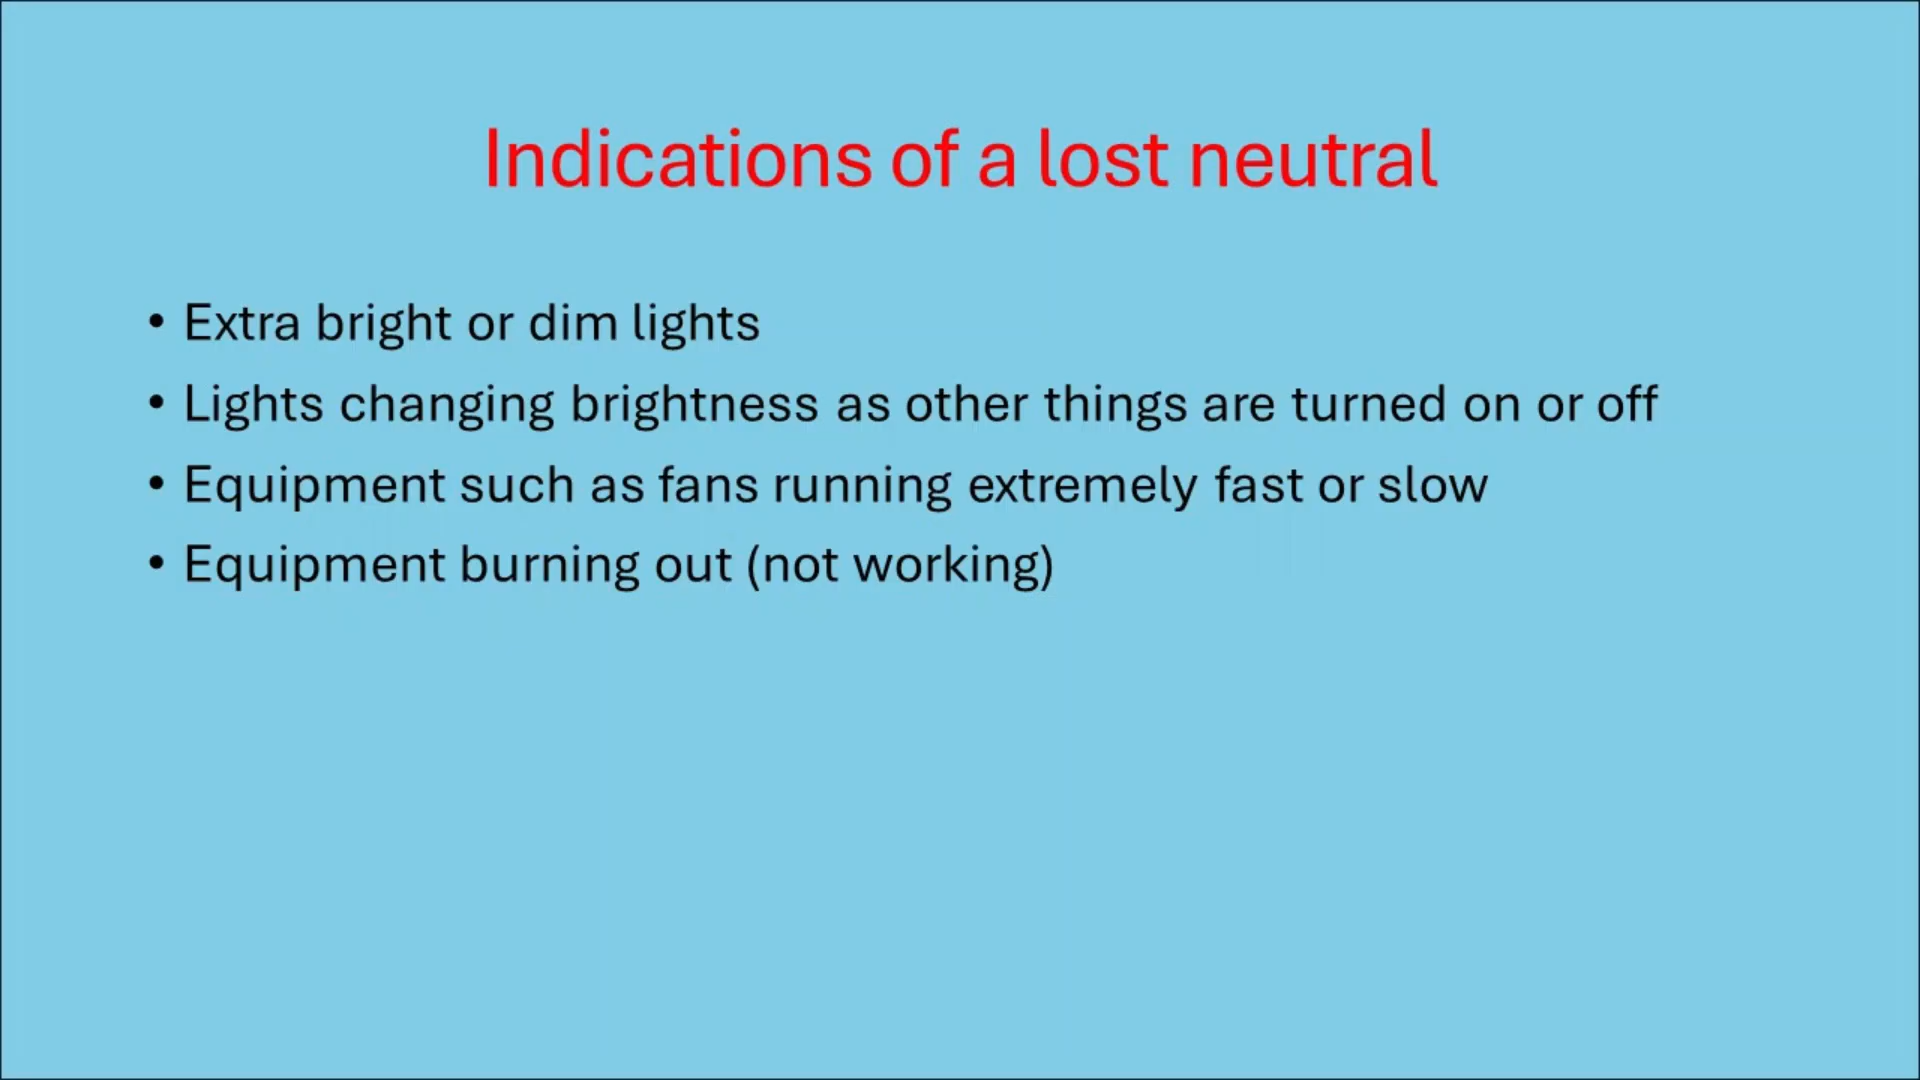 Indications of a lost neutral
• Extra bright or dim lights
• Lights changing brightness as other things are turned on or off
• Equipment such as fans running extremely fast or slow
• Equipment burning out (not working)